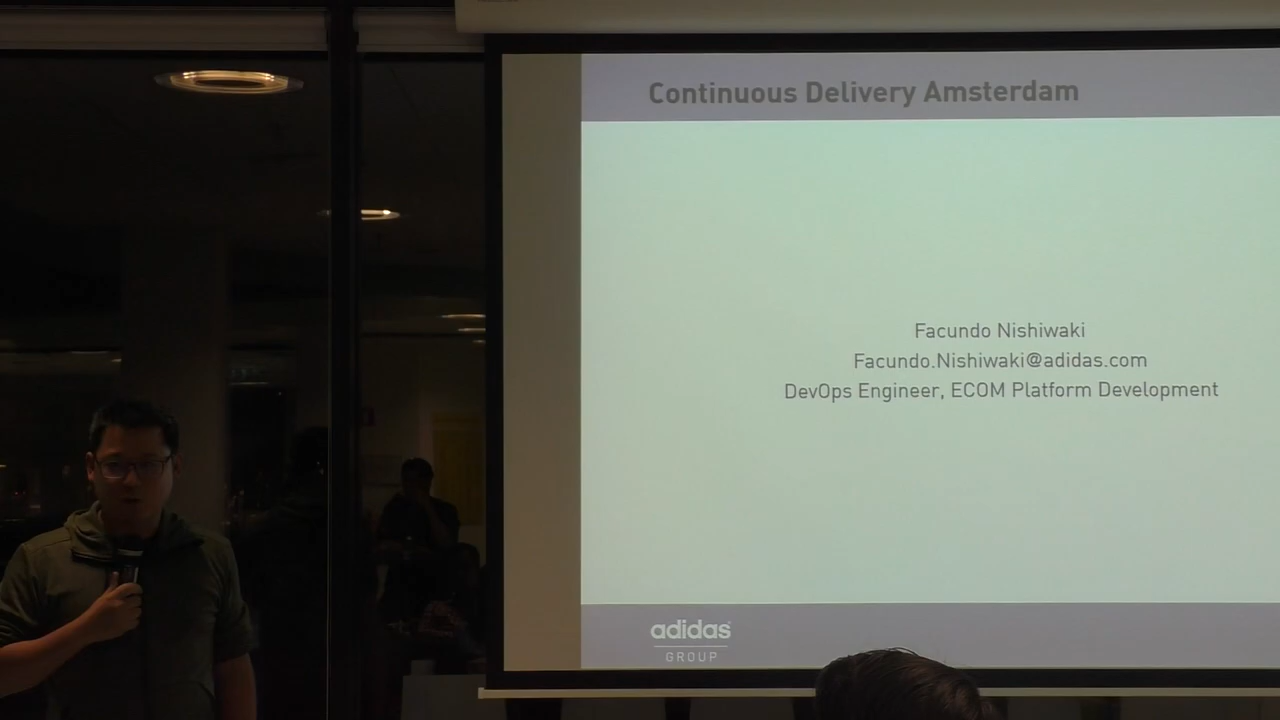 Continuous Delivery Amsterdam
Facundo Nishiwaki
Facundo.Nishiwaki@adidas.com
DevOps Engineer, ECOM Platform Development
adidas
GROUP